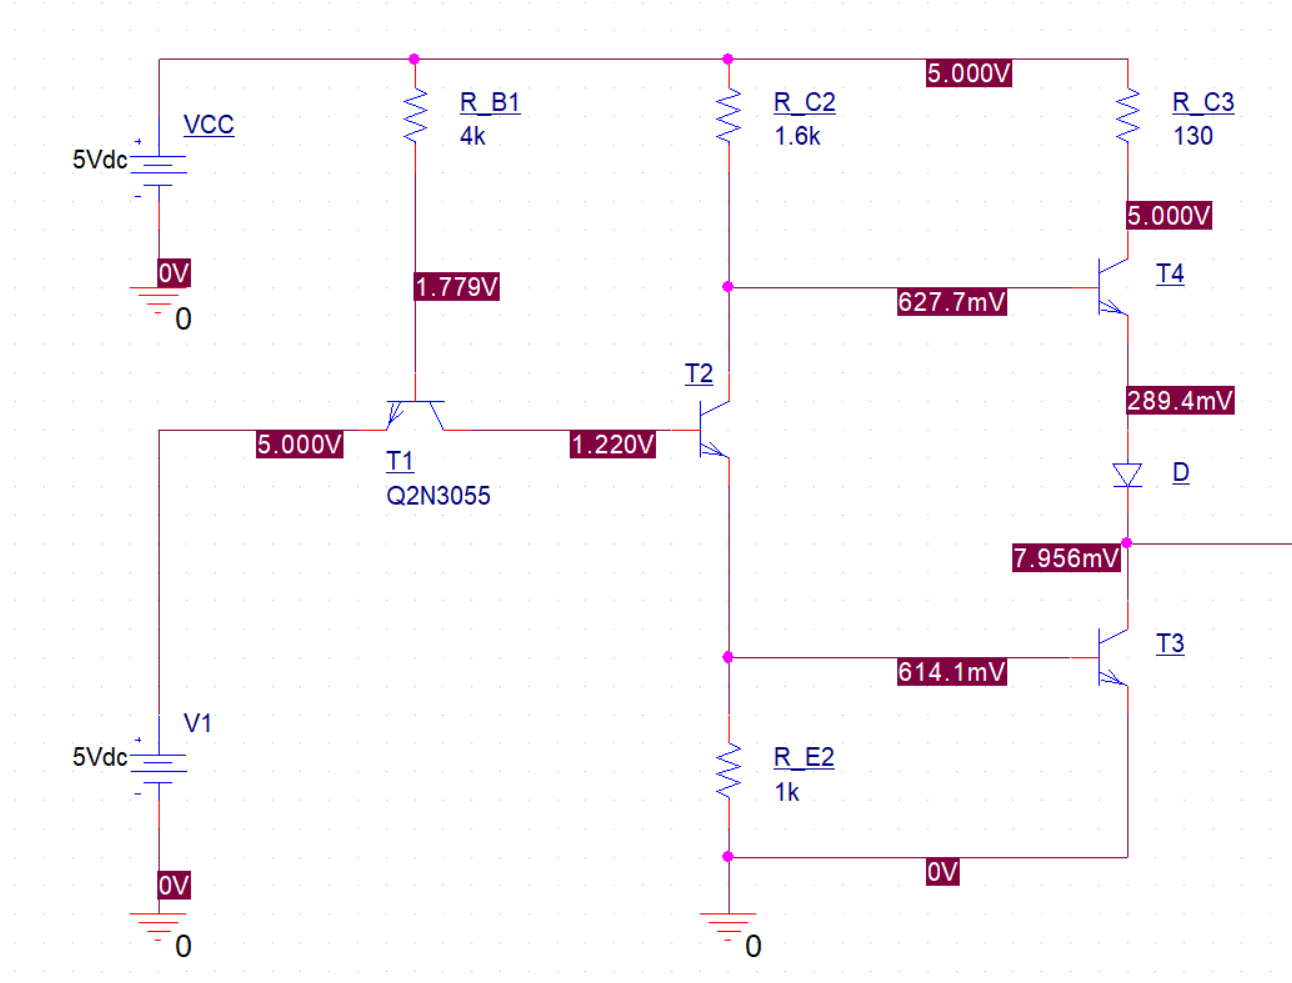 5.000V
R_B1
4k
R_C2
1.6k
R_C3
130
VCC
5Vdc
+
-
0V
0
1.779V
5.000V
T4
627.7mV
T2
289.4mV
5.000V
1.220V
T1
Q2N3055
D
7.956mV
T3
614.1mV
V1
5Vdc
+
-
R_E2
1k
0V
0V
0
0